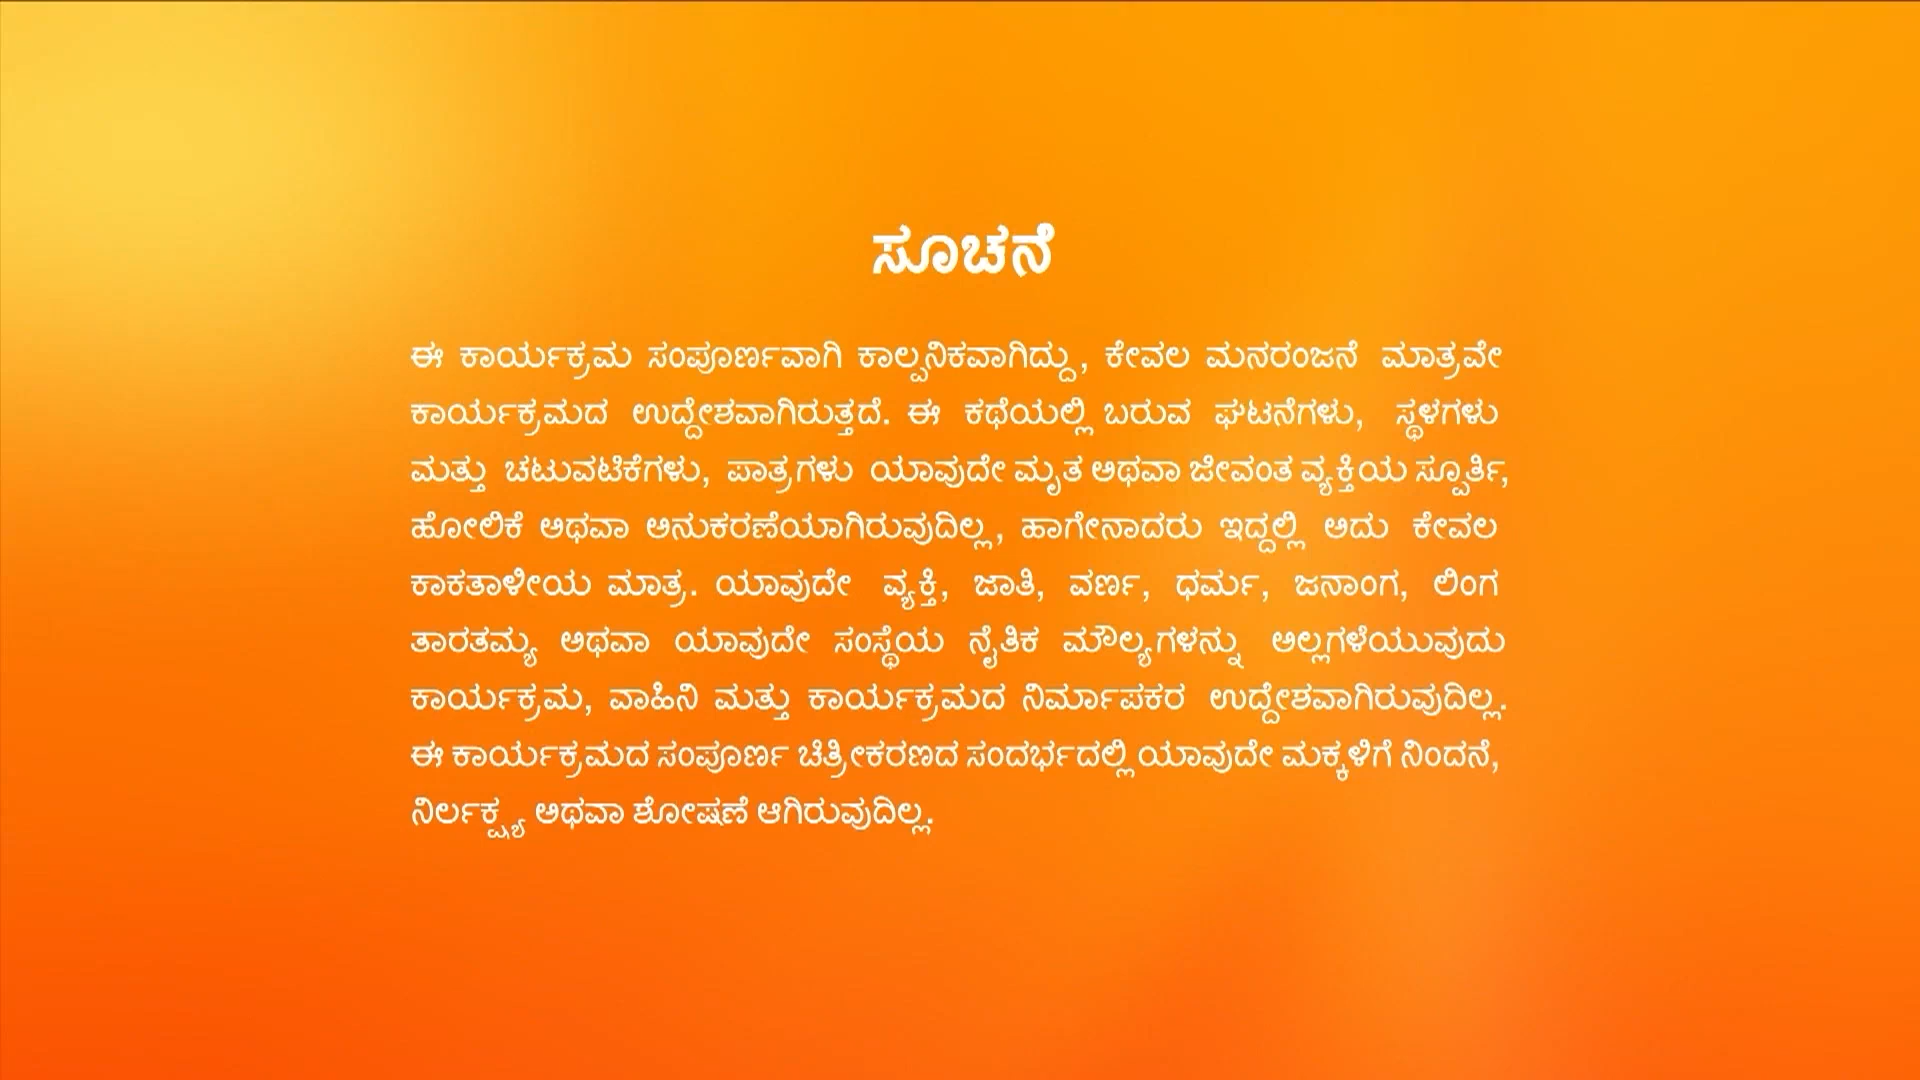 ಸೂಚನೆ
ಈ ಕಾರ್ಯಕ್ರಮ ಸಂಪೂರ್ಣವಾಗಿ ಕಾಲ್ಪನಿಕವಾಗಿದ್ದು, ಕೇವಲ ಮನರಂಜನೆ ಮಾತ್ರವೇ
ಕಾರ್ಯಕ್ರಮದ ಉದ್ದೇಶವಾಗಿರುತ್ತದೆ. ಈ ಕಥೆಯಲ್ಲಿ ಬರುವ ಘಟನೆಗಳು, ಸ್ಥಳಗಳು
ಮತ್ತು ಚಟುವಟಿಕೆಗಳು, ಪಾತ್ರಗಳು ಯಾವುದೇ ಮೃತ ಅಥವಾ ಜೀವಂತ ವ್ಯಕ್ತಿಯ ಸ್ಪೂರ್ತಿ,
ಹೋಲಿಕೆ ಅಥವಾ ಅನುಕರಣೆಯಾಗಿರುವುದಿಲ್ಲ, ಹಾಗೇನಾದರು ಇದ್ದಲ್ಲಿ ಅದು ಕೇವಲ
ಕಾಕತಾಳೀಯ ಮಾತ್ರ. ಯಾವುದೇ ವ್ಯಕ್ತಿ, ಜಾತಿ, ವರ್ಣ, ಧರ್ಮ, ಜನಾಂಗ, ಲಿಂಗ
ತಾರತಮ್ಯ ಅಥವಾ ಯಾವುದೇ ಸಂಸ್ಥೆಯ ನೈತಿಕ ಮೌಲ್ಯಗಳನ್ನು ಅಲ್ಲಗಳೆಯುವುದು
ಕಾರ್ಯಕ್ರಮ, ವಾಹಿನಿ ಮತ್ತು ಕಾರ್ಯಕ್ರಮದ ನಿರ್ಮಾಪಕರ ಉದ್ದೇಶವಾಗಿರುವುದಿಲ್ಲ.
ಈ ಕಾರ್ಯಕ್ರಮದ ಸಂಪೂರ್ಣ ಚಿತ್ರೀಕರಣದ ಸಂದರ್ಭದಲ್ಲಿ ಯಾವುದೇ ಮಕ್ಕಳಿಗೆ ನಿಂದನೆ,
ನಿರ್ಲಕ್ಷ್ಯ ಅಥವಾ ಶೋಷಣೆ ಆಗಿರುವುದಿಲ್ಲ.